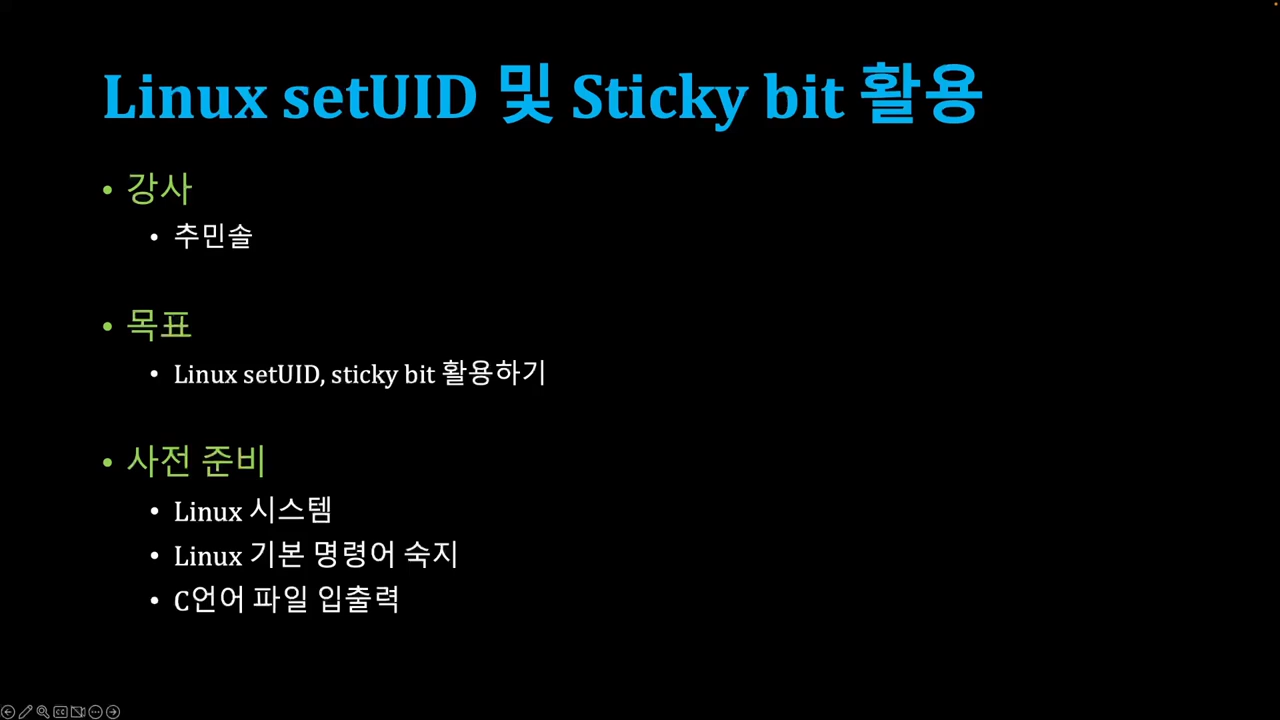 Linux setUID 및 Sticky bit 활용
• 강사
• 추민솔
• 목표
• Linux setUID, sticky bit 활용하기
• 사전 준비
• Linux 시스템
• Linux 기본 명령어 숙지
• C언어 파일 입출력